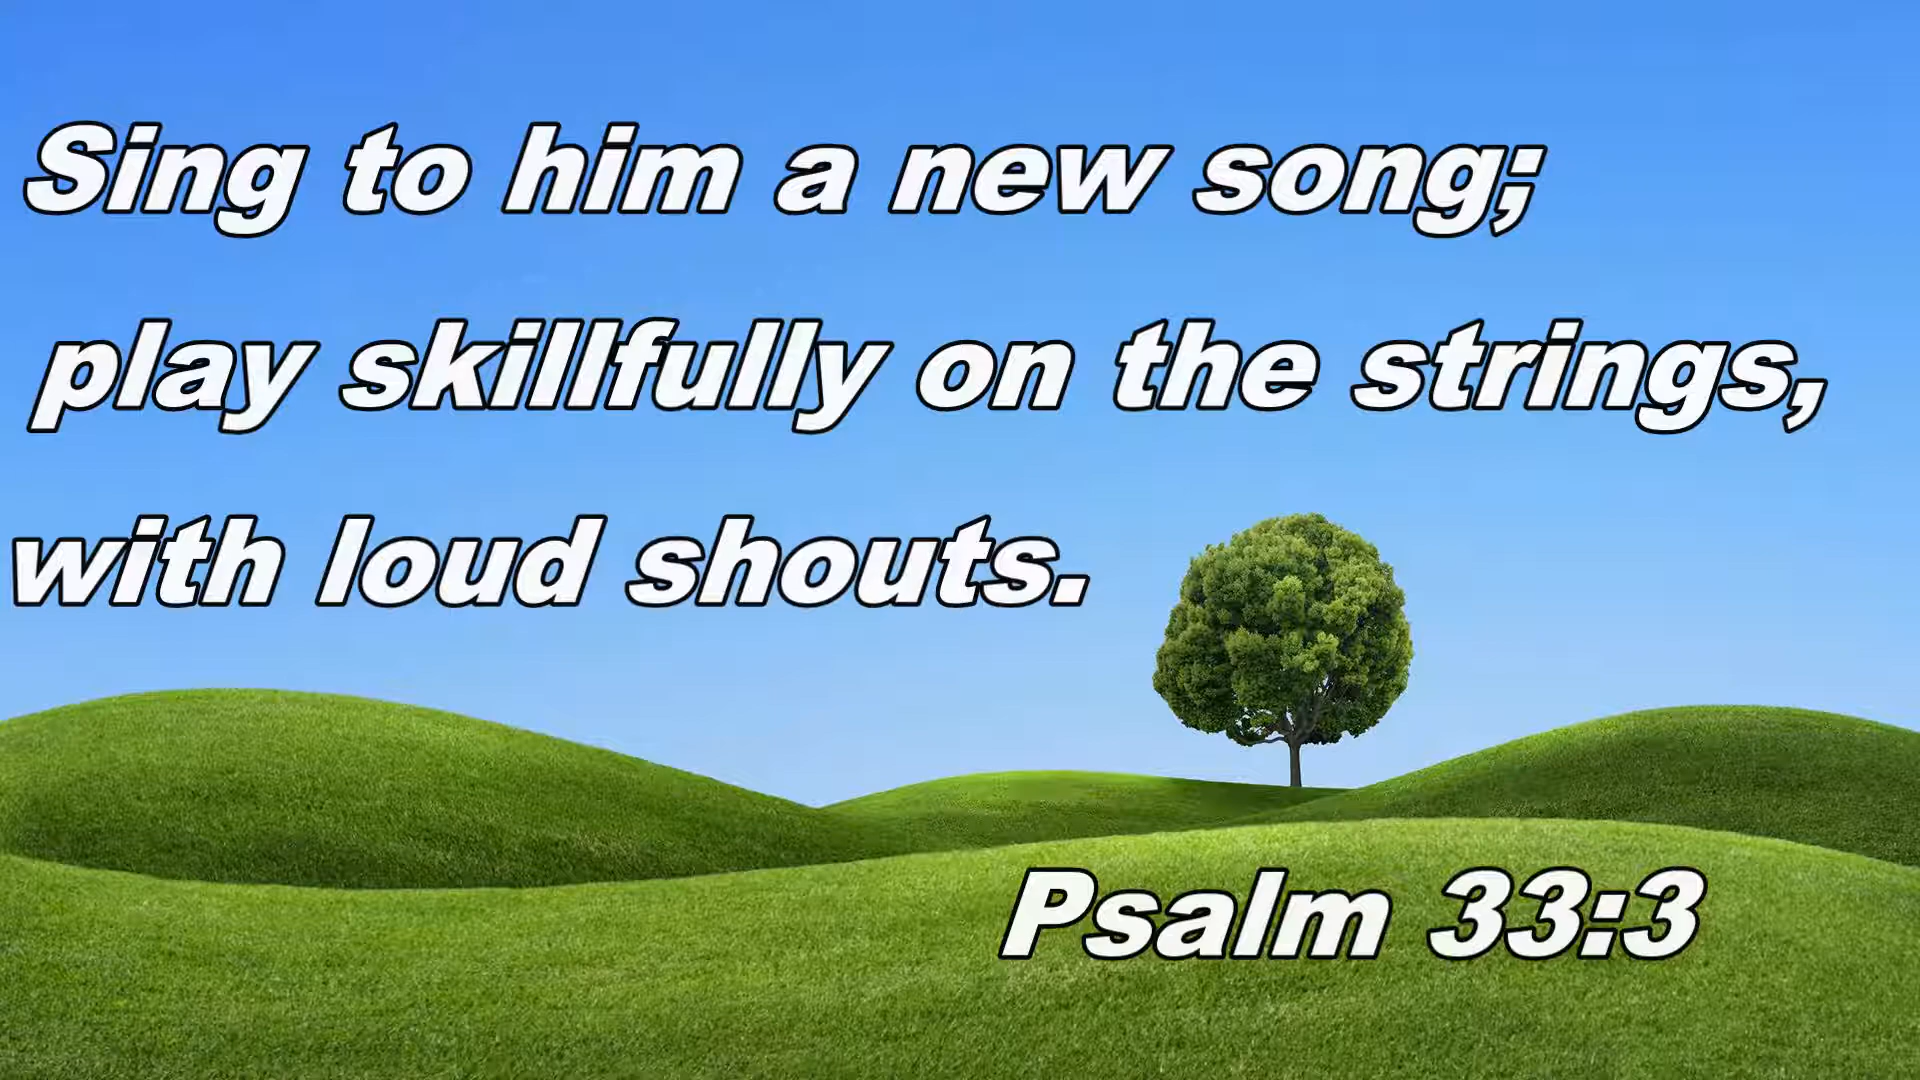 Sing to him a new song;
play skillfully on the strings,
with loud shouts.
Psalm 33:3